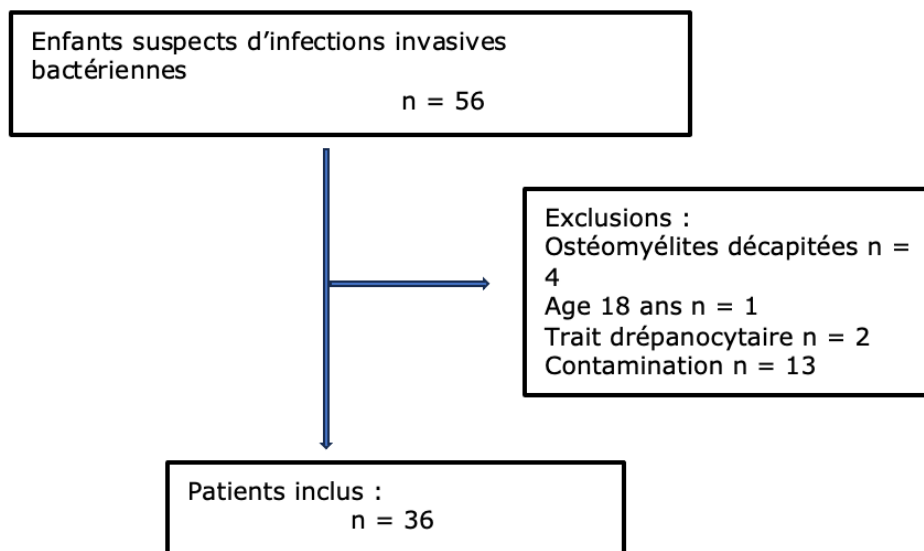 Enfants suspects d’infections invasives
bactériennes
n = 56
Exclusions :
Ostéomyélites décapitées n =
4
Age 18 ans n = 1
Trait drépanocytaire n = 2
Contamination n = 13
Patients inclus :
n = 36